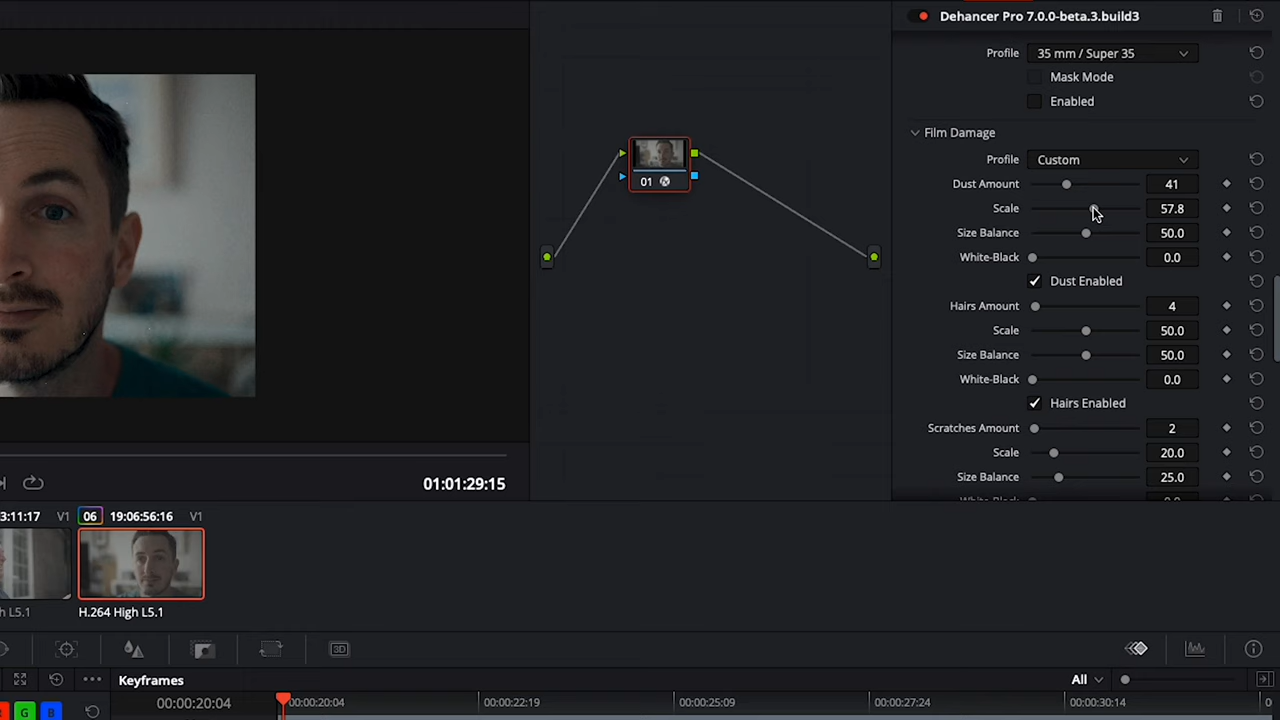 Dehancer Pro 7.0.0-beta.3.build3
Profile 35 mm / Super 35
Mask Mode
Enabled
Film Damage
Profile Custom
Dust Amount 41
Scale 57.8
Size Balance 50.0
White-Black 0.0
Dust Enabled
Hairs Amount 4
Scale 50.0
Size Balance 50.0
White-Black 0.0
Hairs Enabled
Scratches Amount 2
Scale 20.0
Size Balance 25.0
01
01:01:29:15
3:11:17 V1 06 19:06:56:16 V1
h L5.1 H.264 High L5.1
3D
Keyframes All
00:00:20:04 00:00:20:04 00:00:22:19 00:00:25:09 00:00:27:24 00:00:30:14
G B